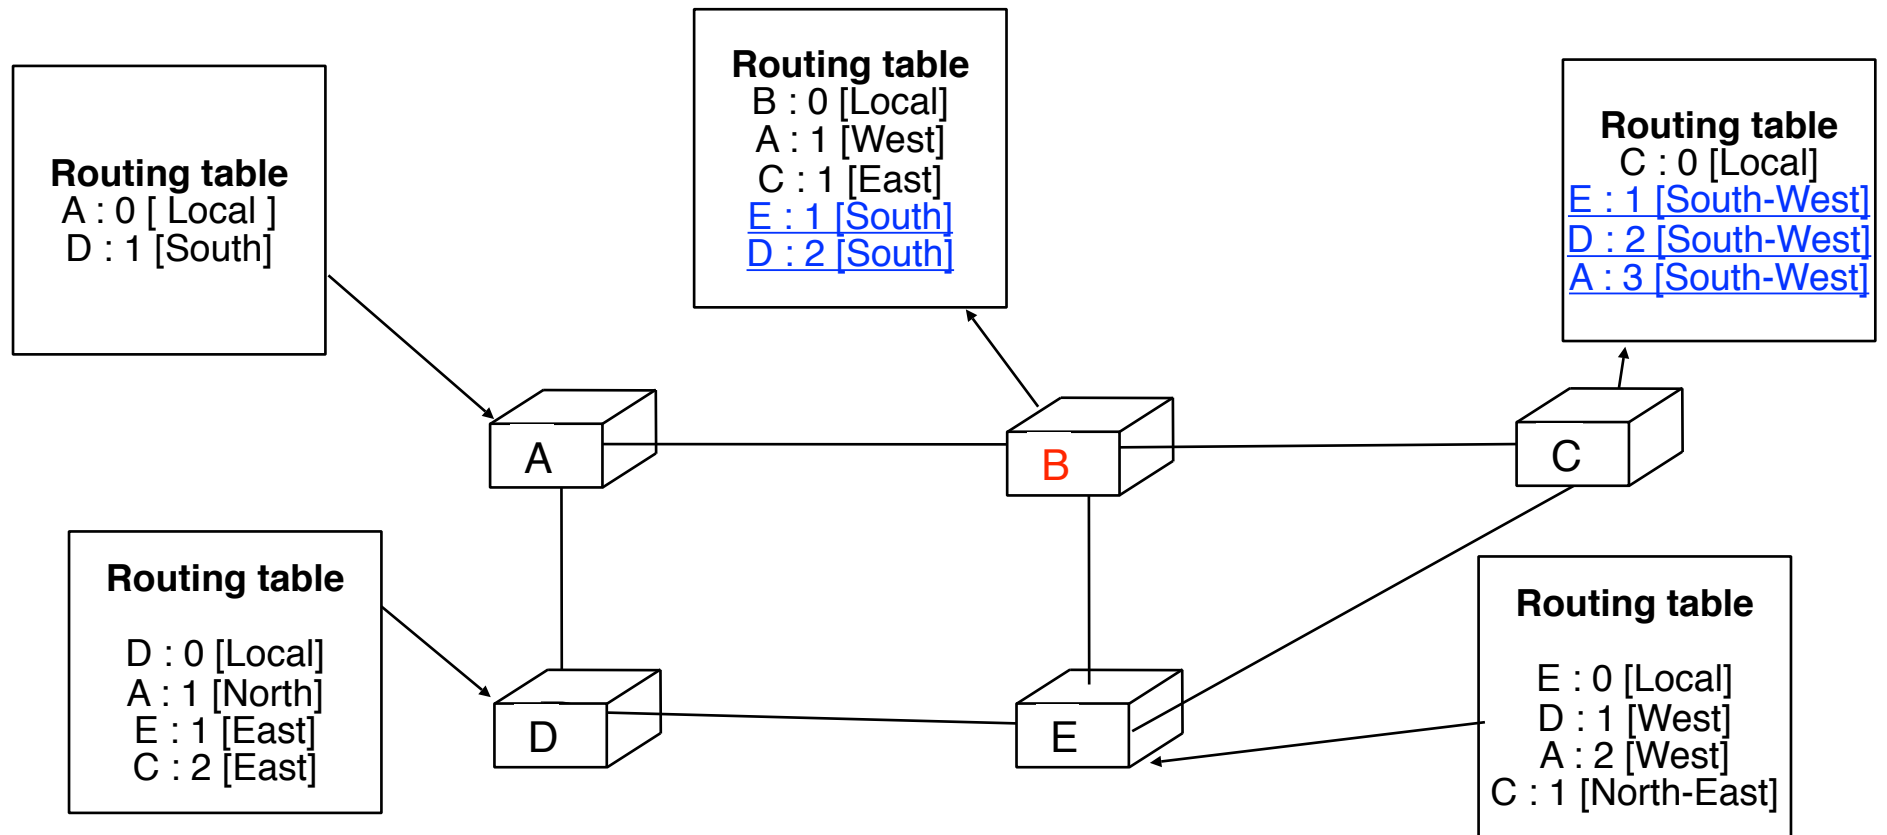 Routing table
A : 0 [ Local ]
D : 1 [South]
Routing table
B : 0 [Local]
A : 1 [West]
C : 1 [East]
E : 1 [South]
D : 2 [South]
Routing table
C : 0 [Local]
E : 1 [South-West]
D : 2 [South-West]
A : 3 [South-West]
A
B
C
Routing table
D : 0 [Local]
A : 1 [North]
E : 1 [East]
C : 2 [East]
D
E
Routing table
E : 0 [Local]
D : 1 [West]
A : 2 [West]
C : 1 [North-East]